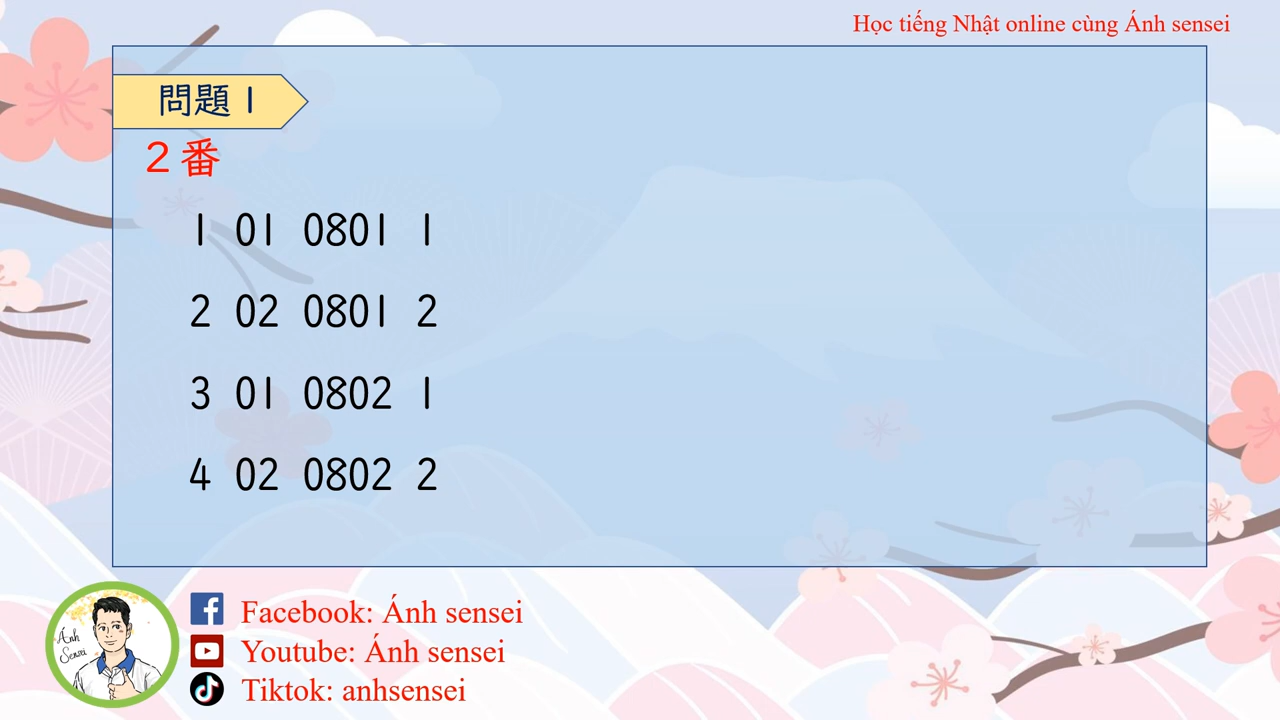 Học tiếng Nhật online cùng Ánh sensei
問題1
2番
1 01 0801 1
2 02 0801 2
3 01 0802 1
4 02 0802 2
Ánh Sensei
Facebook: Ánh sensei
Youtube: Ánh sensei
Tiktok: anhsensei